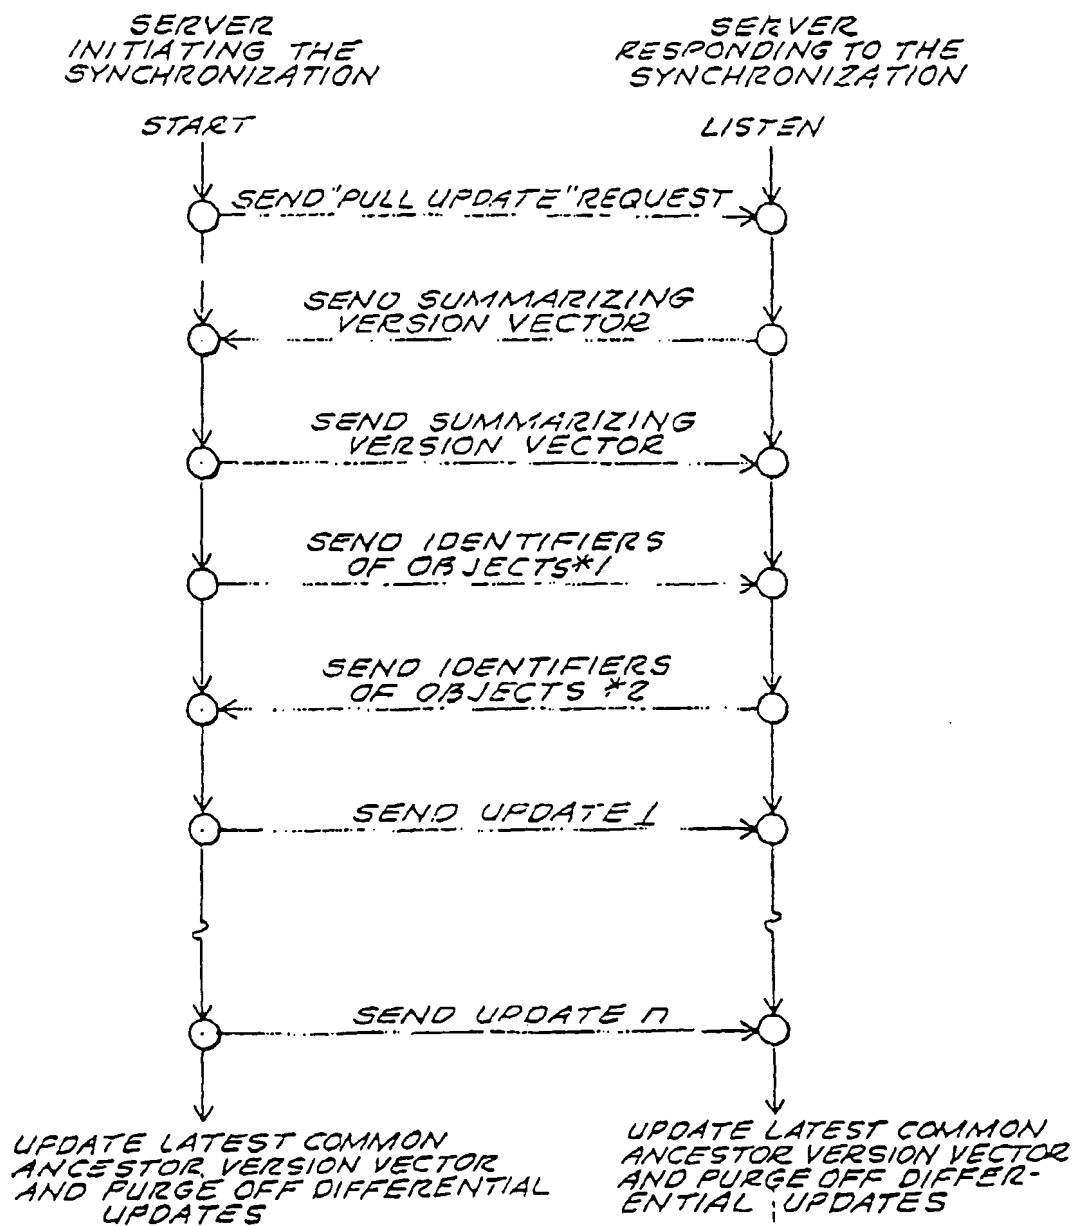 SERVER
INITIATING THE
SYNCHRONIZATION
SERVER
RESPONDING TO THE
SYNCHRONIZATION
START
LISTEN
SEND "PULL UPDATE" REQUEST
SEND SUMMARIZING
VERSION VECTOR
SEND SUMMARIZING
VERSION VECTOR
SEND IDENTIFIERS
OF OBJECTS *1
SEND IDENTIFIERS
OF OBJECTS *2
SEND UPDATE 1
SEND UPDATE n
UPDATE LATEST COMMON
ANCESTOR VERSION VECTOR
AND PURGE OFF DIFFERENTIAL
UPDATES
UPDATE LATEST COMMON
ANCESTOR VERSION VECTOR
AND PURGE OFF DIFFER-
ENTIAL UPDATES